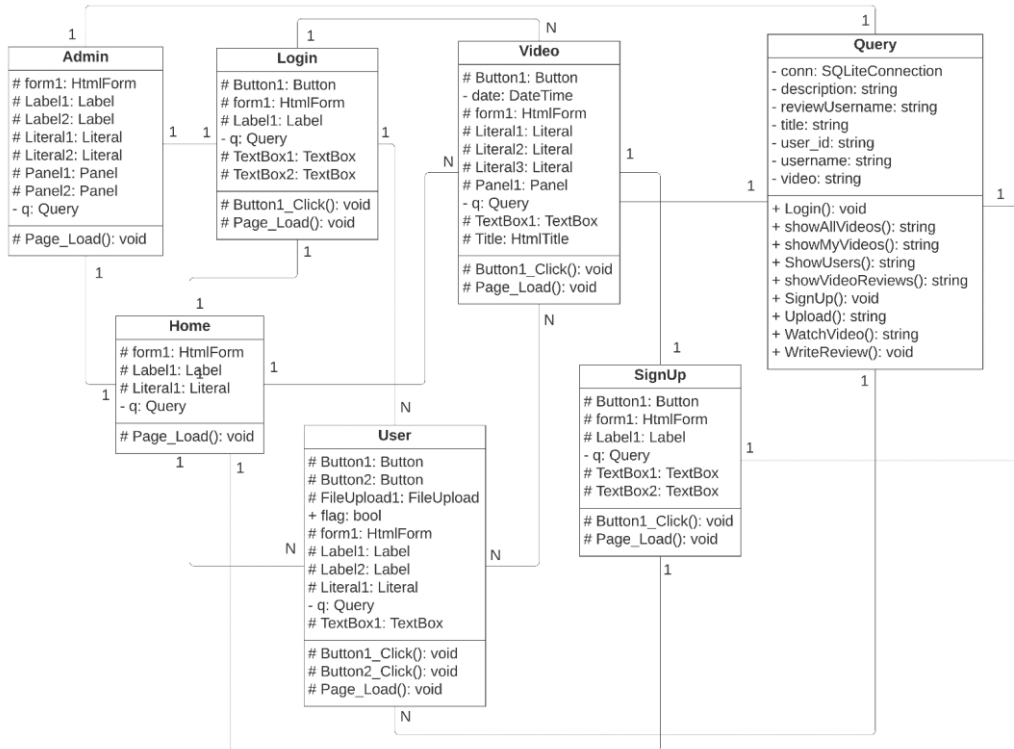 1
1
1
N
Admin
# form1: HtmlForm
# Label1: Label
# Label2: Label
# Literal1: Literal
# Literal2: Literal
# Panel1: Panel
# Panel2: Panel
- q: Query
# Page_Load(): void
1
1
1
Login
# Button1: Button
# form1: HtmlForm
# Label1: Label
- q: Query
# TextBox1: TextBox
# TextBox2: TextBox
# Button1_Click(): void
# Page_Load(): void
1
1
N
Video
# Button1: Button
- date: DateTime
# form1: HtmlForm
# Literal1: Literal
# Literal2: Literal
# Literal3: Literal
# Panel1: Panel
- q: Query
# TextBox1: TextBox
# Title: HtmlTitle
# Button1_Click(): void
# Page_Load(): void
1
1
N
Query
- conn: SQLiteConnection
- description: string
- reviewUsername: string
- title: string
- user_id: string
- username: string
- video: string
+ Login(): void
+ showAllVideos(): string
+ showMyVideos(): string
+ ShowUsers(): string
+ showVideoReviews(): string
+ SignUp(): void
+ Upload(): string
+ WatchVideo(): string
+ WriteReview(): void
1
1
1
Home
# form1: HtmlForm
# Label1: Label
1
# Literal1: Literal
- q: Query
# Page_Load(): void
1
1
1
1
N
User
# Button1: Button
# Button2: Button
# FileUpload1: FileUpload
+ flag: bool
# form1: HtmlForm
# Label1: Label
# Label2: Label
# Literal1: Literal
- q: Query
# TextBox1: TextBox
# Button1_Click(): void
# Button2_Click(): void
# Page_Load(): void
N
N
N
1
SignUp
# Button1: Button
# form1: HtmlForm
# Label1: Label
- q: Query
# TextBox1: TextBox
# TextBox2: TextBox
# Button1_Click(): void
# Page_Load(): void
1
1